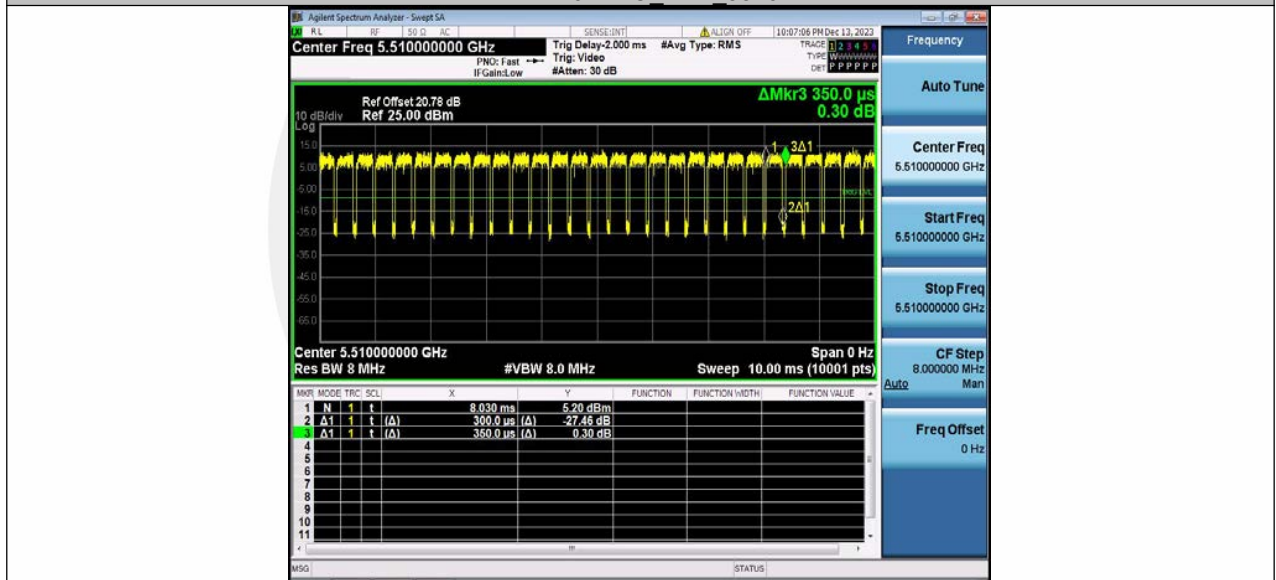 Agilent Spectrum Analyzer - Swept SA
RL RF 50 Ω AC SENSE:INT ALIGN OFF 10:07:06 PM Dec 13, 2023
Center Freq 5.510000000 GHz
PNO: Fast
IFGain:Low
Trig Delay-2.000 ms
Trig: Video
#Atten: 30 dB
#Avg Type: RMS
TRACE 1 2 3 4 5 6
TYPE W
DET P P P P P P
Ref Offset 20.78 dB
10 dB/div Ref 25.00 dBm
Log
ΔMkr3 350.0 µs
0.30 dB
15.0
5.00
-5.00
-15.0
-25.0
-35.0
-45.0
-55.0
-65.0
1
3Δ1
2Δ1
Center 5.510000000 GHz Span 0 Hz
Res BW 8 MHz #VBW 8.0 MHz Sweep 10.00 ms (10001 pts)
MKR MODE TRC SCL X Y FUNCTION FUNCTION WIDTH FUNCTION VALUE
1 N 1 t 8.030 ms 5.20 dBm
2 Δ1 1 t (Δ) 300.0 µs (Δ) -27.46 dB
3 Δ1 1 t (Δ) 350.0 µs (Δ) 0.30 dB
4
5
6
7
8
9
10
11
MSG STATUS
Frequency
Auto Tune
Center Freq
5.510000000 GHz
Start Freq
5.510000000 GHz
Stop Freq
5.510000000 GHz
CF Step
8.000000 MHz
Auto Man
Freq Offset
0 Hz